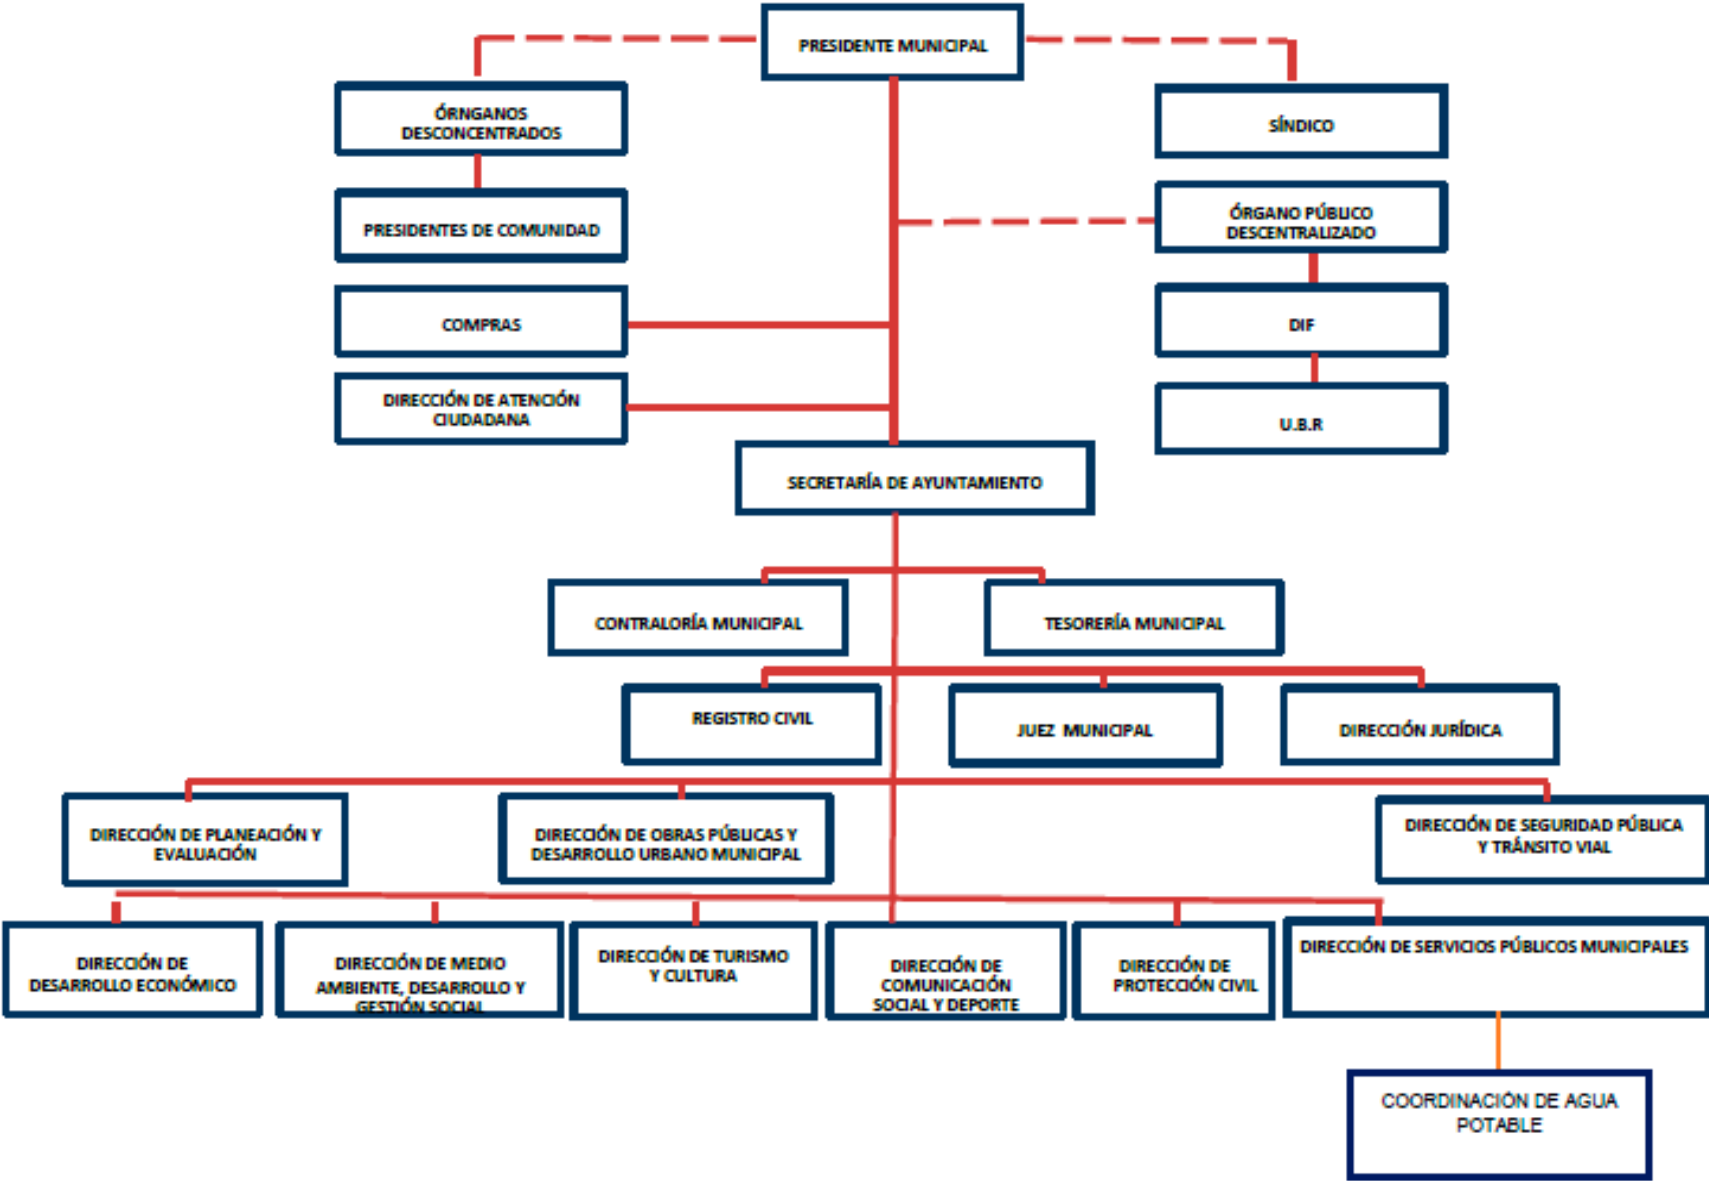 PRESIDENTE MUNICIPAL
ÓRNGANOS
DESCONCENTRADOS
SÍNDICO
PRESIDENTES DE COMUNIDAD
ÓRGANO PÚBLICO
DESCENTRALIZADO
COMPRAS
DIF
DIRECCIÓN DE ATENCIÓN
CIUDADANA
U.B.R
SECRETARÍA DE AYUNTAMIENTO
CONTRALORÍA MUNICIPAL
TESORERÍA MUNICIPAL
REGISTRO CIVIL
JUEZ MUNICIPAL
DIRECCIÓN JURÍDICA
DIRECCIÓN DE PLANEACIÓN Y
EVALUACIÓN
DIRECCIÓN DE OBRAS PÚBLICAS Y
DESARROLLO URBANO MUNICIPAL
DIRECCIÓN DE SEGURIDAD PÚBLICA
Y TRÁNSITO VIAL
DIRECCIÓN DE
DESARROLLO ECONÓMICO
DIRECCIÓN DE MEDIO
AMBIENTE, DESARROLLO Y
GESTIÓN SOCIAL
DIRECCIÓN DE TURISMO
Y CULTURA
DIRECCIÓN DE
COMUNICACIÓN
SOCIAL Y DEPORTE
DIRECCIÓN DE
PROTECCIÓN CIVIL
DIRECCIÓN DE SERVICIOS PÚBLICOS MUNICIPALES
COORDINACIÓN DE AGUA
POTABLE